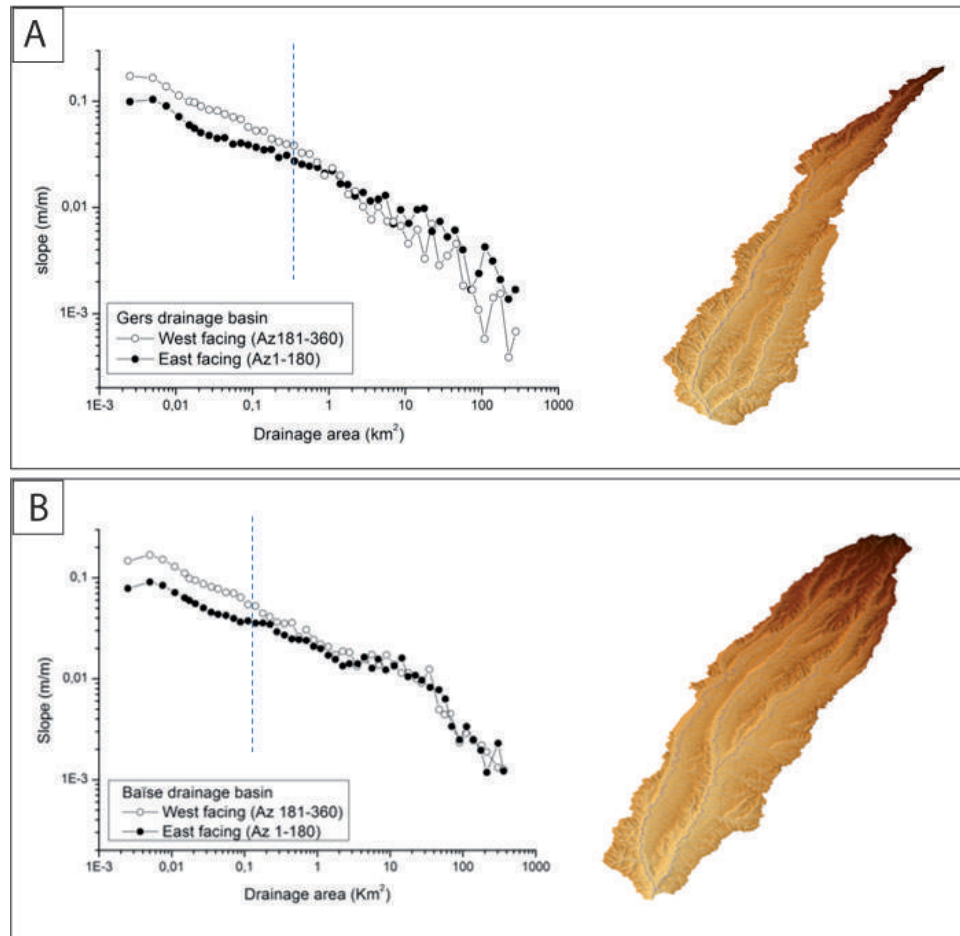 A
0,1
0,01
1E-3
slope (m/m)
Gers drainage basin
West facing (Az181-360)
East facing (Az1-180)
1E-3 0,01 0,1 1 10 100 1000
Drainage area (km²)
B
0,1
0,01
1E-3
Slope (m/m)
Baïse drainage basin
West facing (Az 181-360)
East facing (Az 1-180)
1E-3 0,01 0,1 1 10 100 1000
Drainage area (Km²)